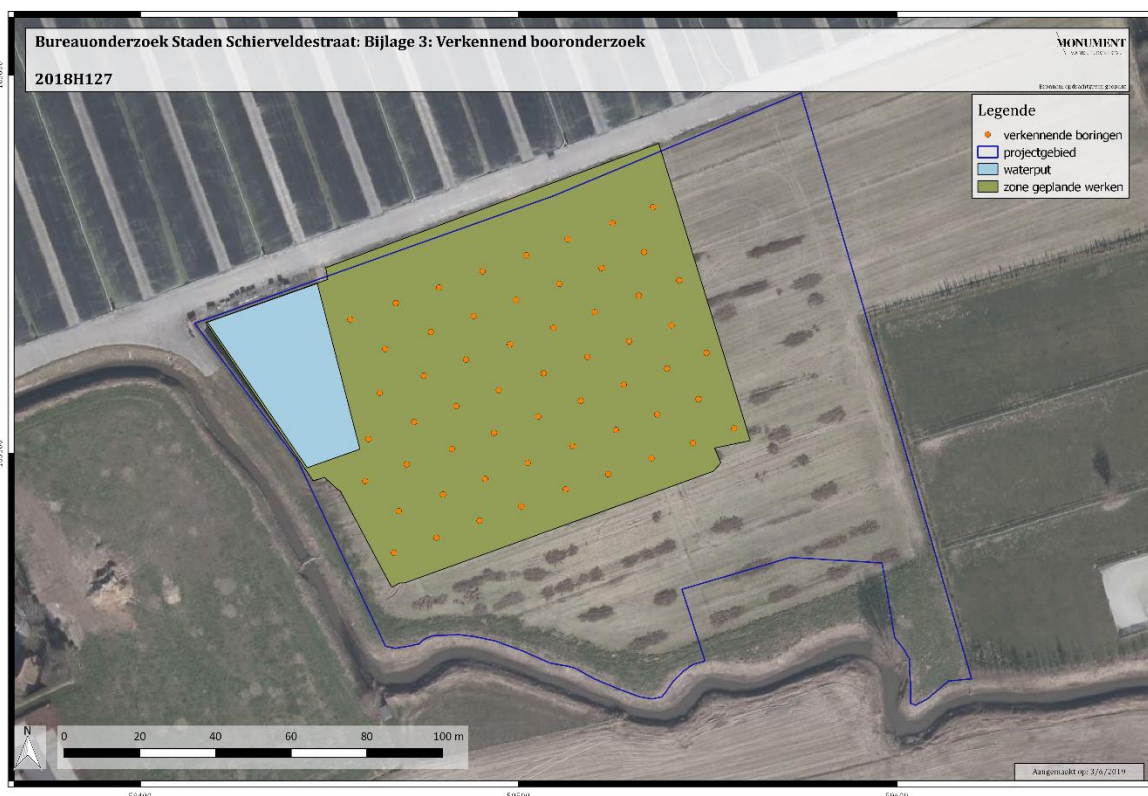 Bureauonderzoek Staden Schierveldestraat: Bijlage 3: Verkennend booronderzoek
2018H127
MONUMENT
Legende
verkennende boringen
projectgebied
waterput
zone geplande werken
N
0 20 40 60 80 100 m
Aangemaakt op: 3/6/2019